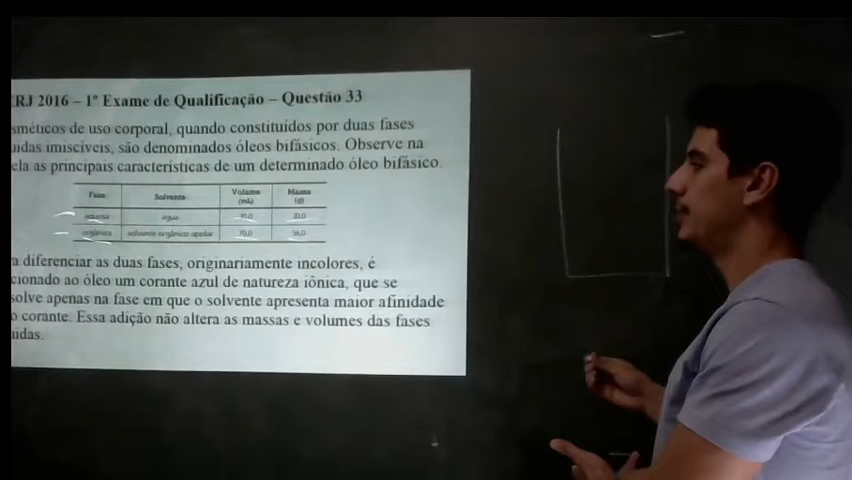 RJ 2016 – 1º Exame de Qualificação – Questão 33
sméticos de uso corporal, quando constituídos por duas fases
uidas imiscíveis, são denominados óleos bifásicos. Observe na
ela as principais características de um determinado óleo bifásico.
Fase Solvente Volume (mL) Massa (g)
aquosa água 30,0 30,0
orgânica solvente orgânico apolar 70,0 56,0
a diferenciar as duas fases, originariamente incolores, é
cionado ao óleo um corante azul de natureza iônica, que se
solve apenas na fase em que o solvente apresenta maior afinidade
o corante. Essa adição não altera as massas e volumes das fases
uidas.